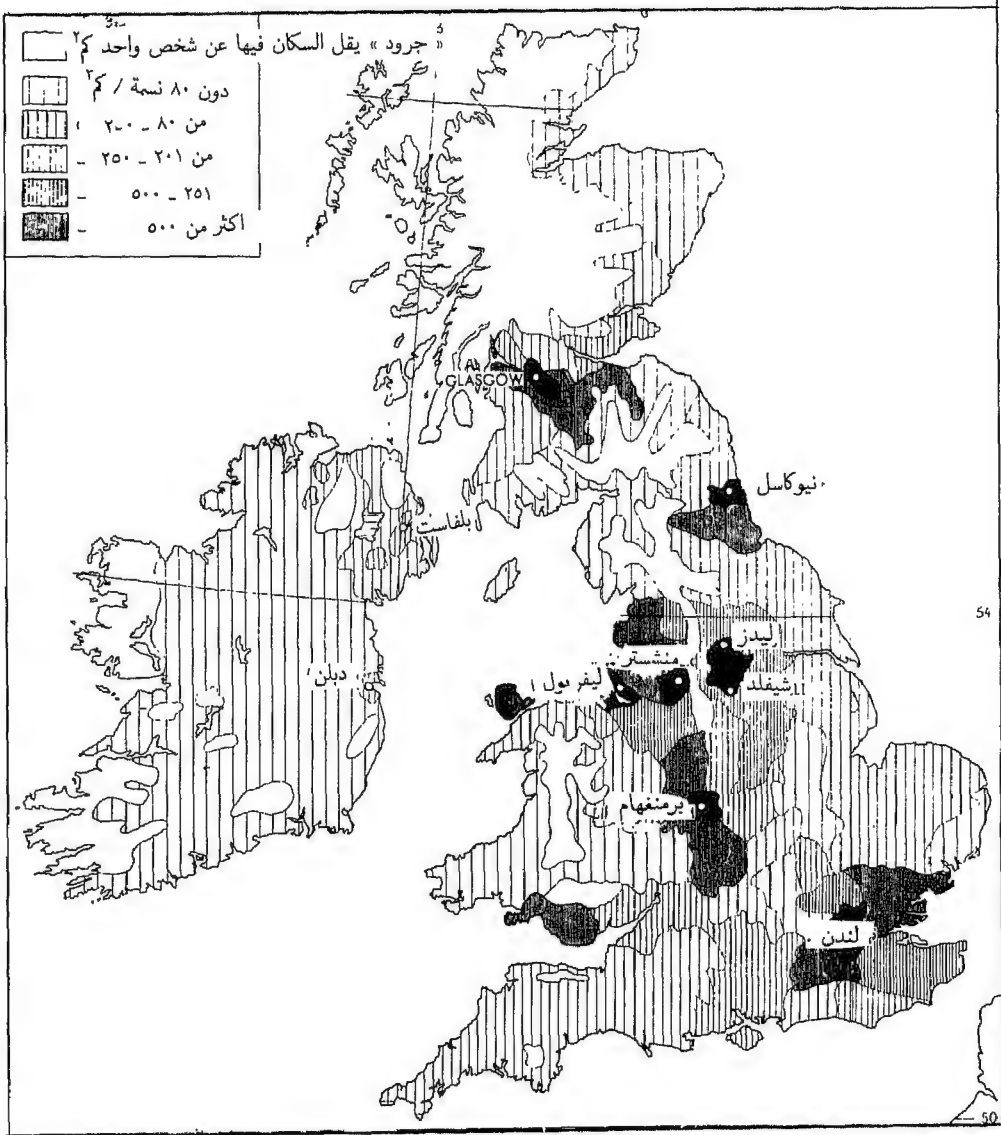 « جرود » يقل السكان فيها عن شخص واحد كم٢
دون ٨٠ نسمة / كم٢
من ٨٠ ـ ٢٠٠
من ٢٠١ ـ ٢٥٠ ـ
٢٥١ ـ ٥٠٠ ـ
اكثر من ٥٠٠ ـ
GLASGOW
نيوكاسل
بلفاست
54
ليدز
منشستر
ليفربول
شيفلد
دبلن
برمنغهام
لندن
50